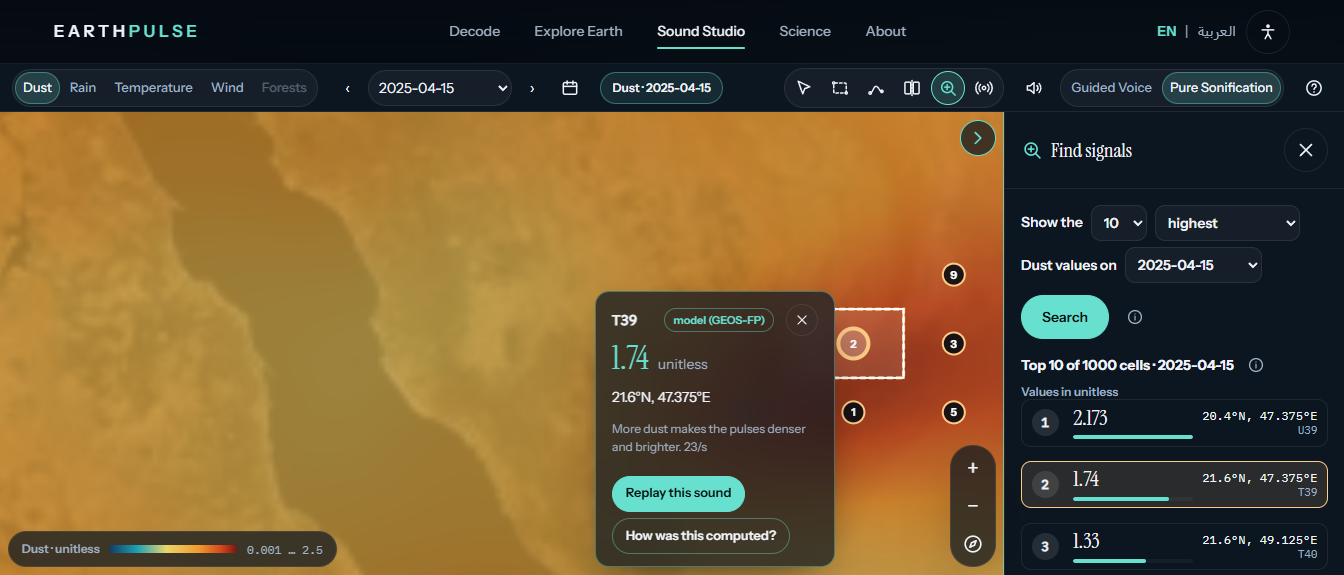 EARTHPULSE
Decode
Explore Earth
Sound Studio
Science
About
EN | العربية
Dust
Rain
Temperature
Wind
Forests
‹
2025-04-15
›
Dust·2025-04-15
Guided Voice
Pure Sonification
Find signals
Show the 10 highest
Dust values on 2025-04-15
Search
Top 10 of 1000 cells·2025-04-15
Values in unitless
1 2.173 20.4°N, 47.375°E
U39
2 1.74 21.6°N, 47.375°E
T39
3 1.33 21.6°N, 49.125°E
T40
9
2
3
1
5
T39 model (GEOS-FP)
1.74 unitless
21.6°N, 47.375°E
More dust makes the pulses denser
and brighter. 23/s
Replay this sound
How was this computed?
+
−
Dust·unitless 0.001 … 2.5